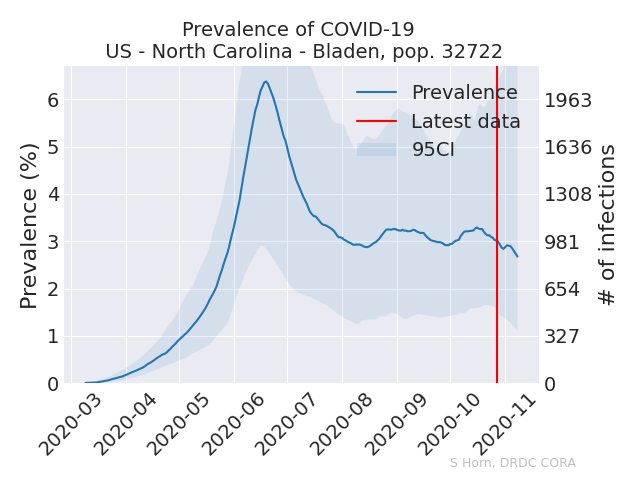 Prevalence of COVID-19
US - North Carolina - Bladen, pop. 32722
Prevalence (%)
6
5
4
3
2
1
0
Prevalence
Latest data
95CI
1963
1636
1308
981
654
327
0
# of infections
2020-03
2020-04
2020-05
2020-06
2020-07
2020-08
2020-09
2020-10
2020-11
S Horn, DRDC CORA